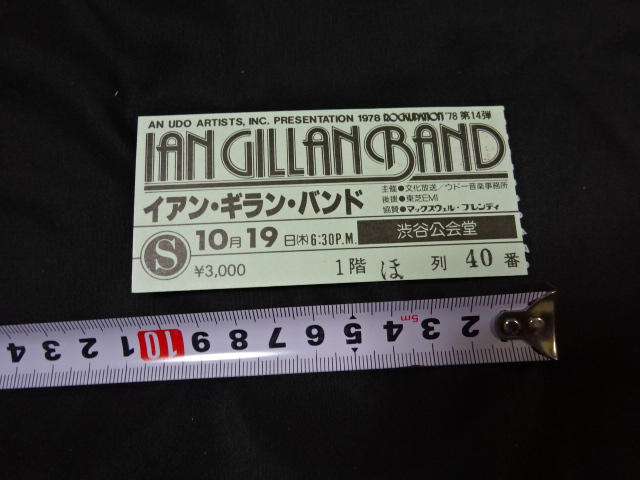 AN UDO ARTISTS, INC. PRESENTATION 1978 ROCKUPATION '78 第14弾
IAN GILLAN BAND
イアン・ギラン・バンド
主催●文化放送/ウドー音楽事務所
後援●東芝EMI
協賛●マックスウェル・フレンディ
S 10月19日(木)6:30P.M. 渋谷公会堂
¥3,000 1階 ほ 列 40 番
4 3 2 1 10 9 8 7 6 5 4 3 2
5m